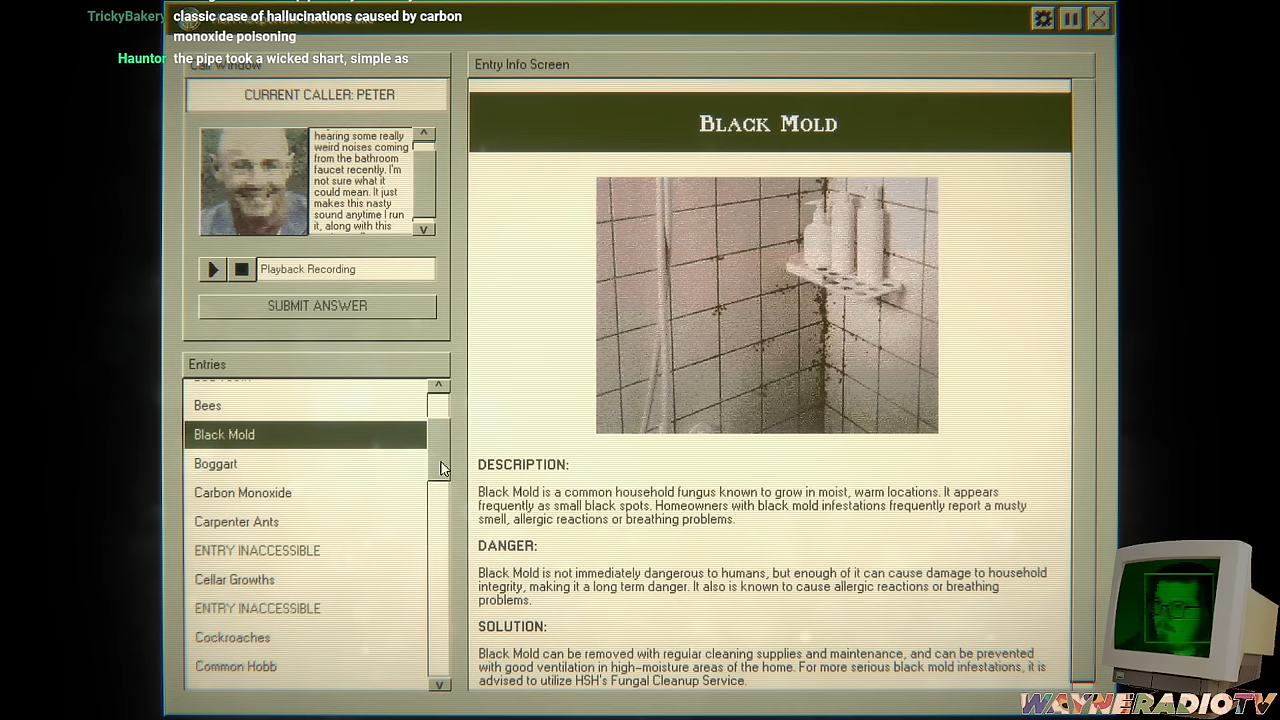 TrickyBakery classic case of hallucinations caused by carbon
monoxide poisoning
Hauntor the pipe took a wicked shart, simple as
Call Window
CURRENT CALLER: PETER
hearing some really
weird noises coming
from the bathroom
faucet recently. I'm
not sure what it
could mean. It just
makes this nasty
sound anytime I run
it, along with this
Playback Recording
SUBMIT ANSWER
Entries
Bees
Black Mold
Boggart
Carbon Monoxide
Carpenter Ants
ENTRY INACCESSIBLE
Cellar Growths
ENTRY INACCESSIBLE
Cockroaches
Common Hobb
Entry Info Screen
BLACK MOLD
DESCRIPTION:
Black Mold is a common household fungus known to grow in moist, warm locations. It appears
frequently as small black spots. Homeowners with black mold infestations frequently report a musty
smell, allergic reactions or breathing problems.
DANGER:
Black Mold is not immediately dangerous to humans, but enough of it can cause damage to household
integrity, making it a long term danger. It also is known to cause allergic reactions or breathing
problems.
SOLUTION:
Black Mold can be removed with regular cleaning supplies and maintenance, and can be prevented
with good ventilation in high-moisture areas of the home. For more serious black mold infestations, it is
advised to utilize HSH's Fungal Cleanup Service.
WAYNERADIOTV